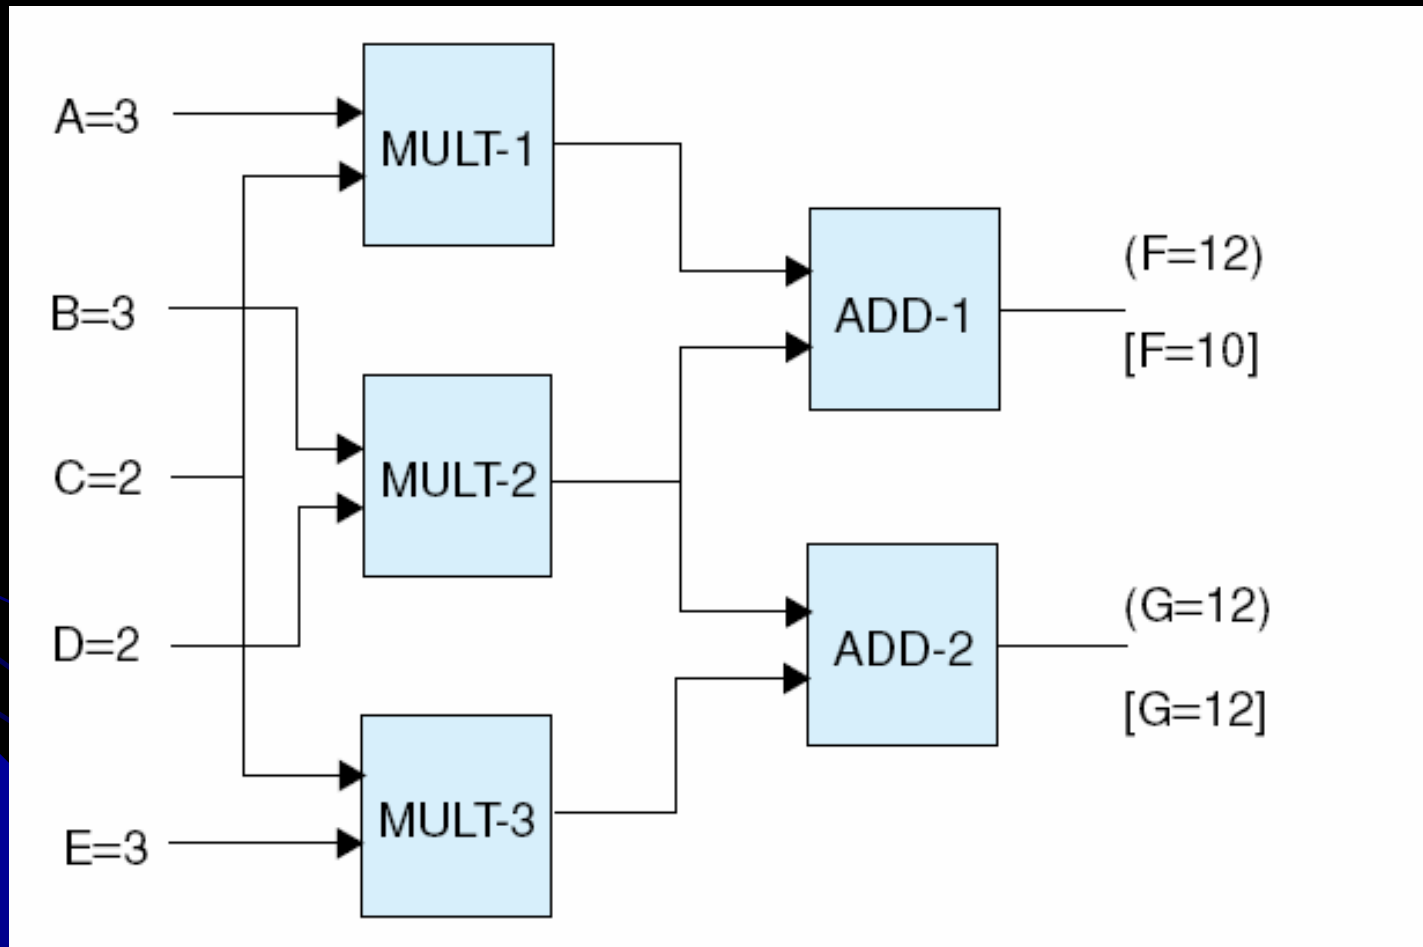 A=3
MULT-1
(F=12)
B=3
ADD-1
[F=10]
C=2
MULT-2
(G=12)
D=2
ADD-2
[G=12]
MULT-3
E=3